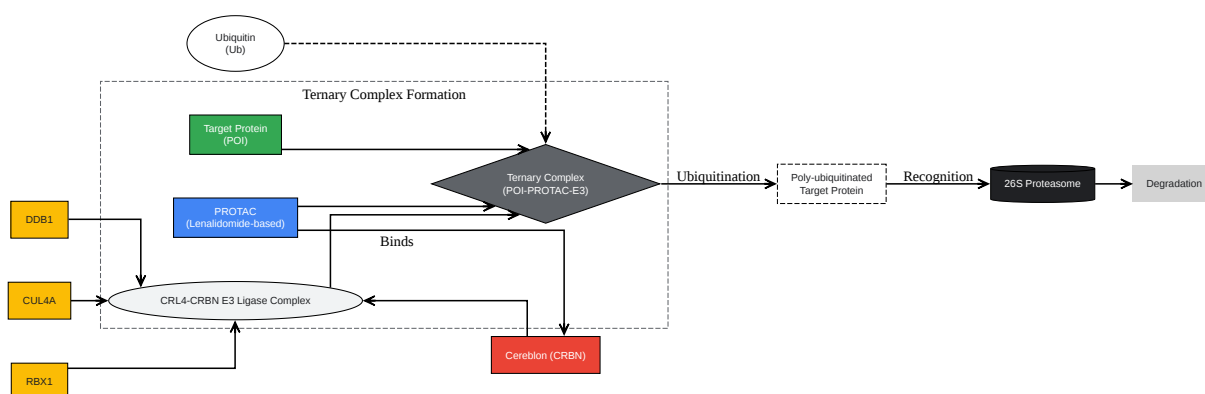 Ubiquitin
(Ub)
Ternary Complex Formation
Target Protein
(POI)
Ternary Complex
(POI-PROTAC-E3)
Ubiquitination
Poly-ubiquitinated
Target Protein
Recognition
26S Proteasome
Degradation
PROTAC
(Lenalidomide-based)
DDB1
Binds
CUL4A
CRL4-CRBN E3 Ligase Complex
Cereblon (CRBN)
RBX1